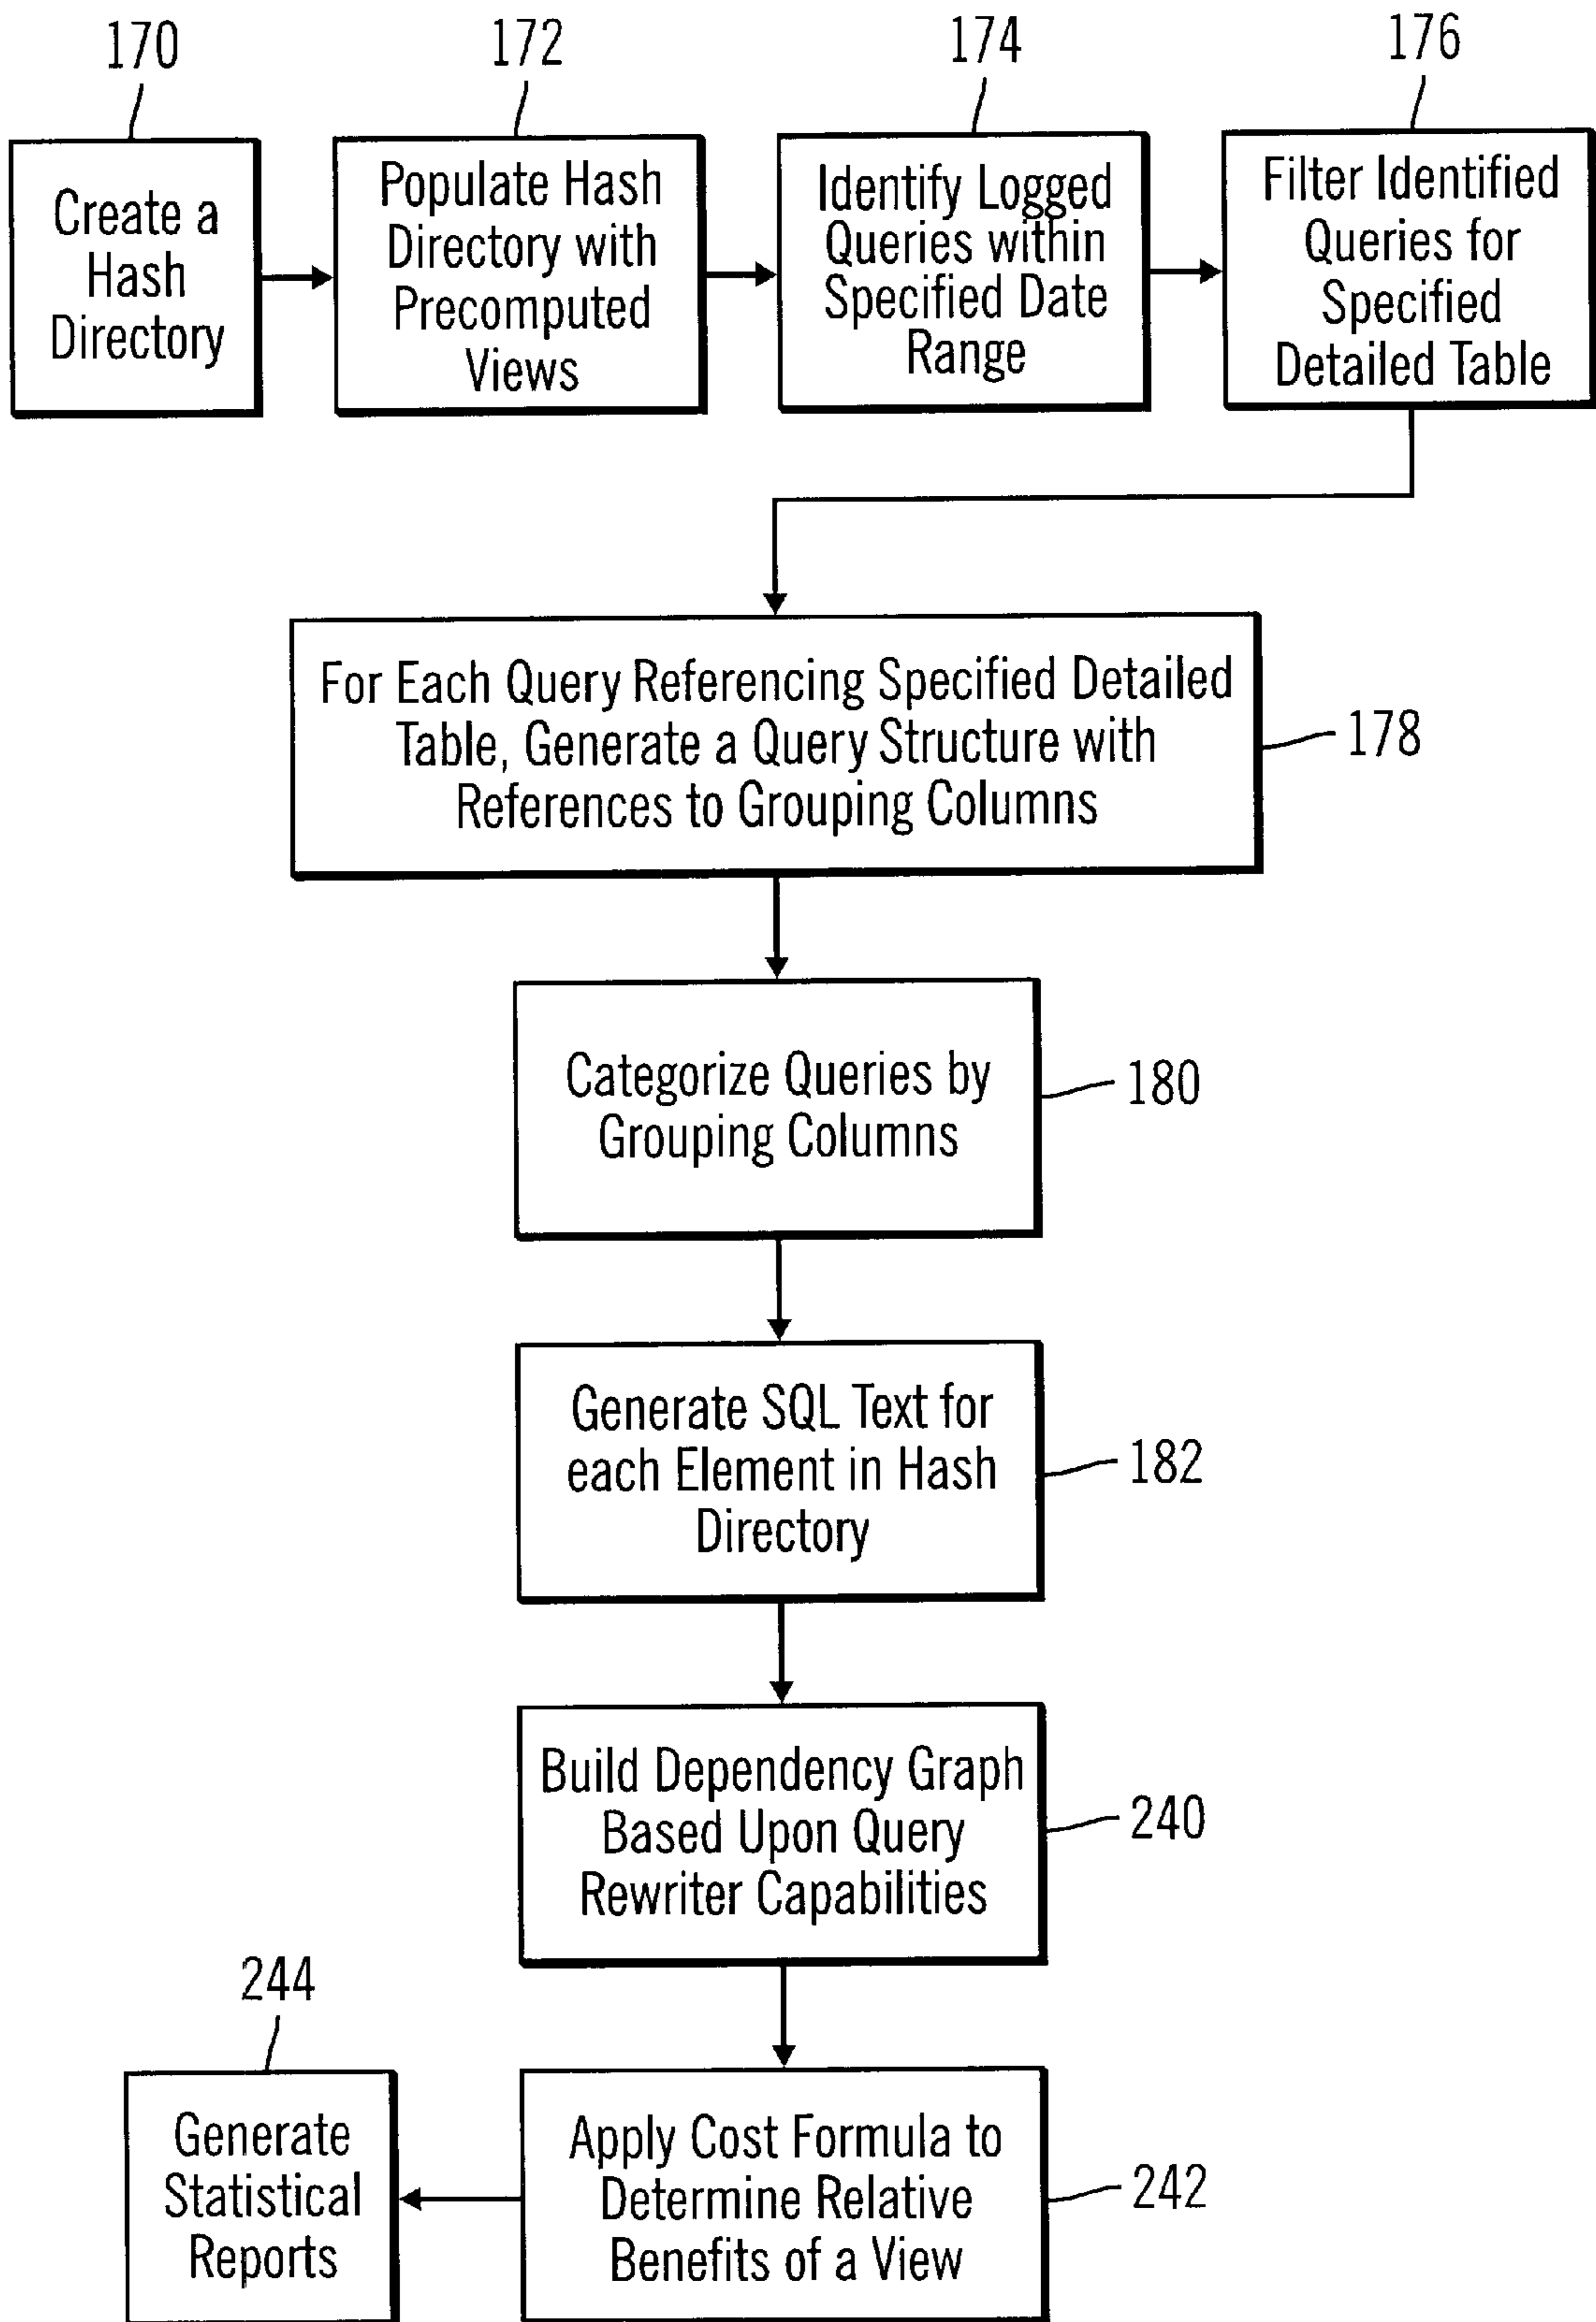 170
Create a
Hash
Directory
172
Populate Hash
Directory with
Precomputed
Views
174
Identify Logged
Queries within
Specified Date
Range
176
Filter Identified
Queries for
Specified
Detailed Table
For Each Query Referencing Specified Detailed
Table, Generate a Query Structure with
References to Grouping Columns
178
Categorize Queries by
Grouping Columns
180
Generate SQL Text for
each Element in Hash
Directory
182
Build Dependency Graph
Based Upon Query
Rewriter Capabilities
240
Apply Cost Formula to
Determine Relative
Benefits of a View
242
244
Generate
Statistical
Reports